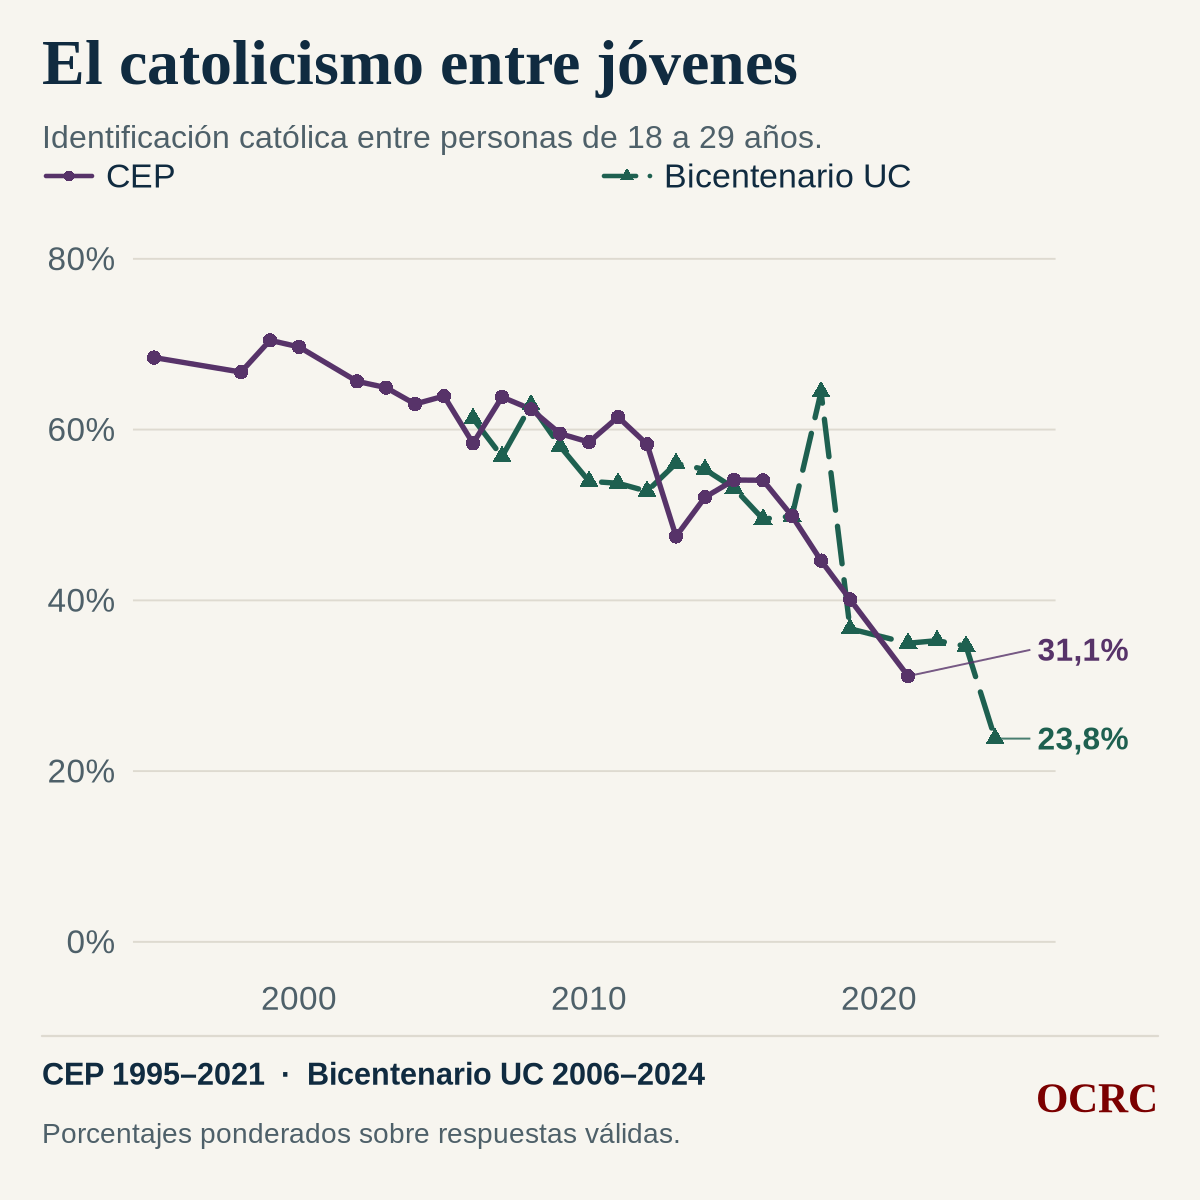 El catolicismo entre jóvenes
Identificación católica entre personas de 18 a 29 años.
CEP
Bicentenario UC
80%
60%
40%
20%
0%
31,1%
23,8%
2000
2010
2020
CEP 1995–2021 · Bicentenario UC 2006–2024
OCRC
Porcentajes ponderados sobre respuestas válidas.